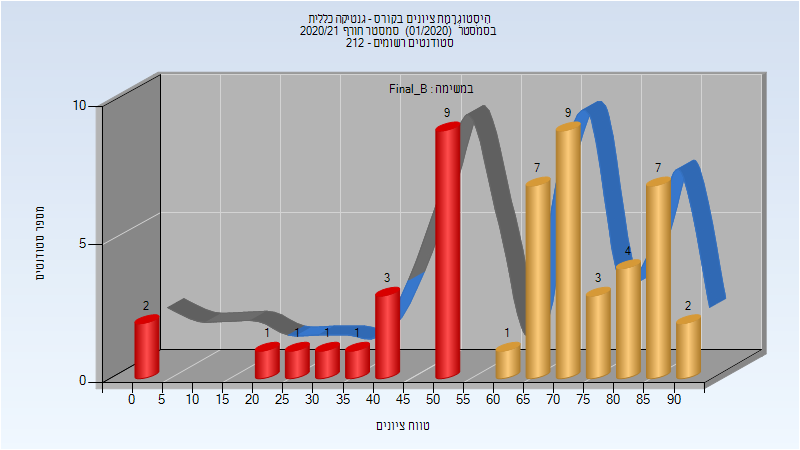 היסטוגרמת ציונים בקורס - גנטיקה כללית
בסמסטר (01/2020) סמסטר חורף 2020/21
סטודנטים רשומים - 212
במשימה : Final_B
10
5
0
מספר סטודנטים
2 1 1 1 1 3 9 1 7 9 3 4 7 2
0 5 10 15 20 25 30 35 40 45 50 55 60 65 70 75 80 85 90
טווח ציונים